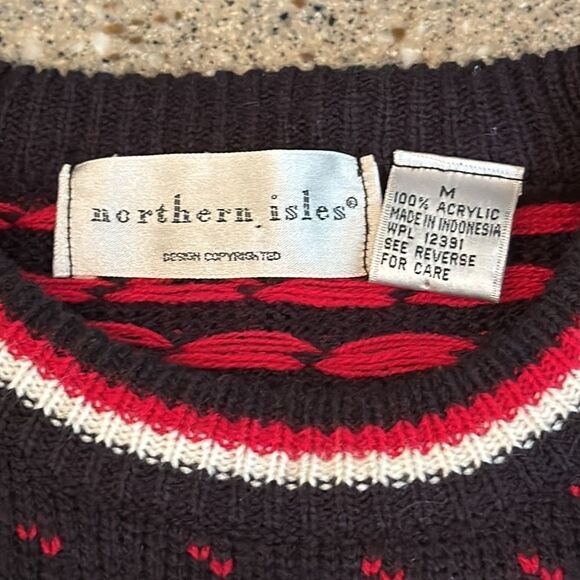 northern isles®
DESIGN COPYRIGHTED
M
100% ACRYLIC
MADE IN INDONESIA
WPL 12391
SEE REVERSE
FOR CARE